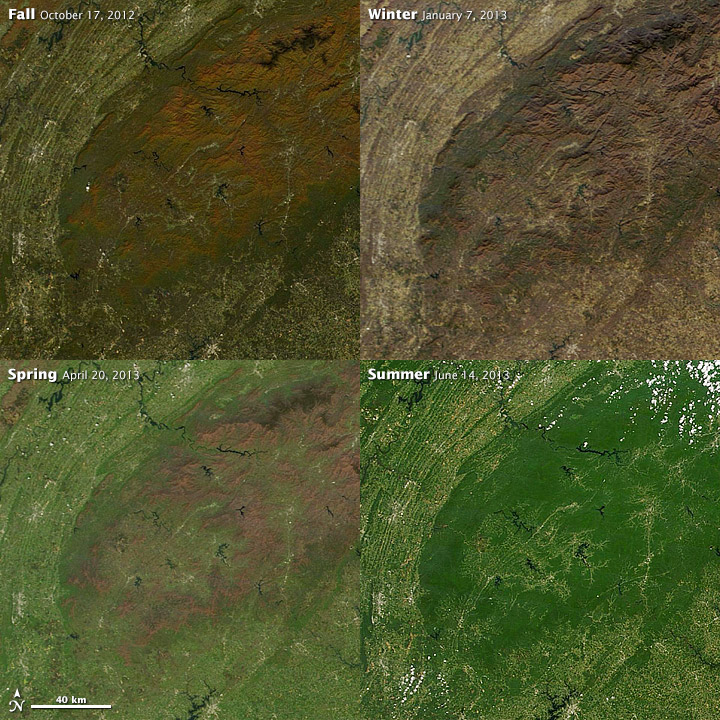 Fall October 17, 2012
Winter January 7, 2013
Spring April 20, 2013
Summer June 14, 2013
N
40 km